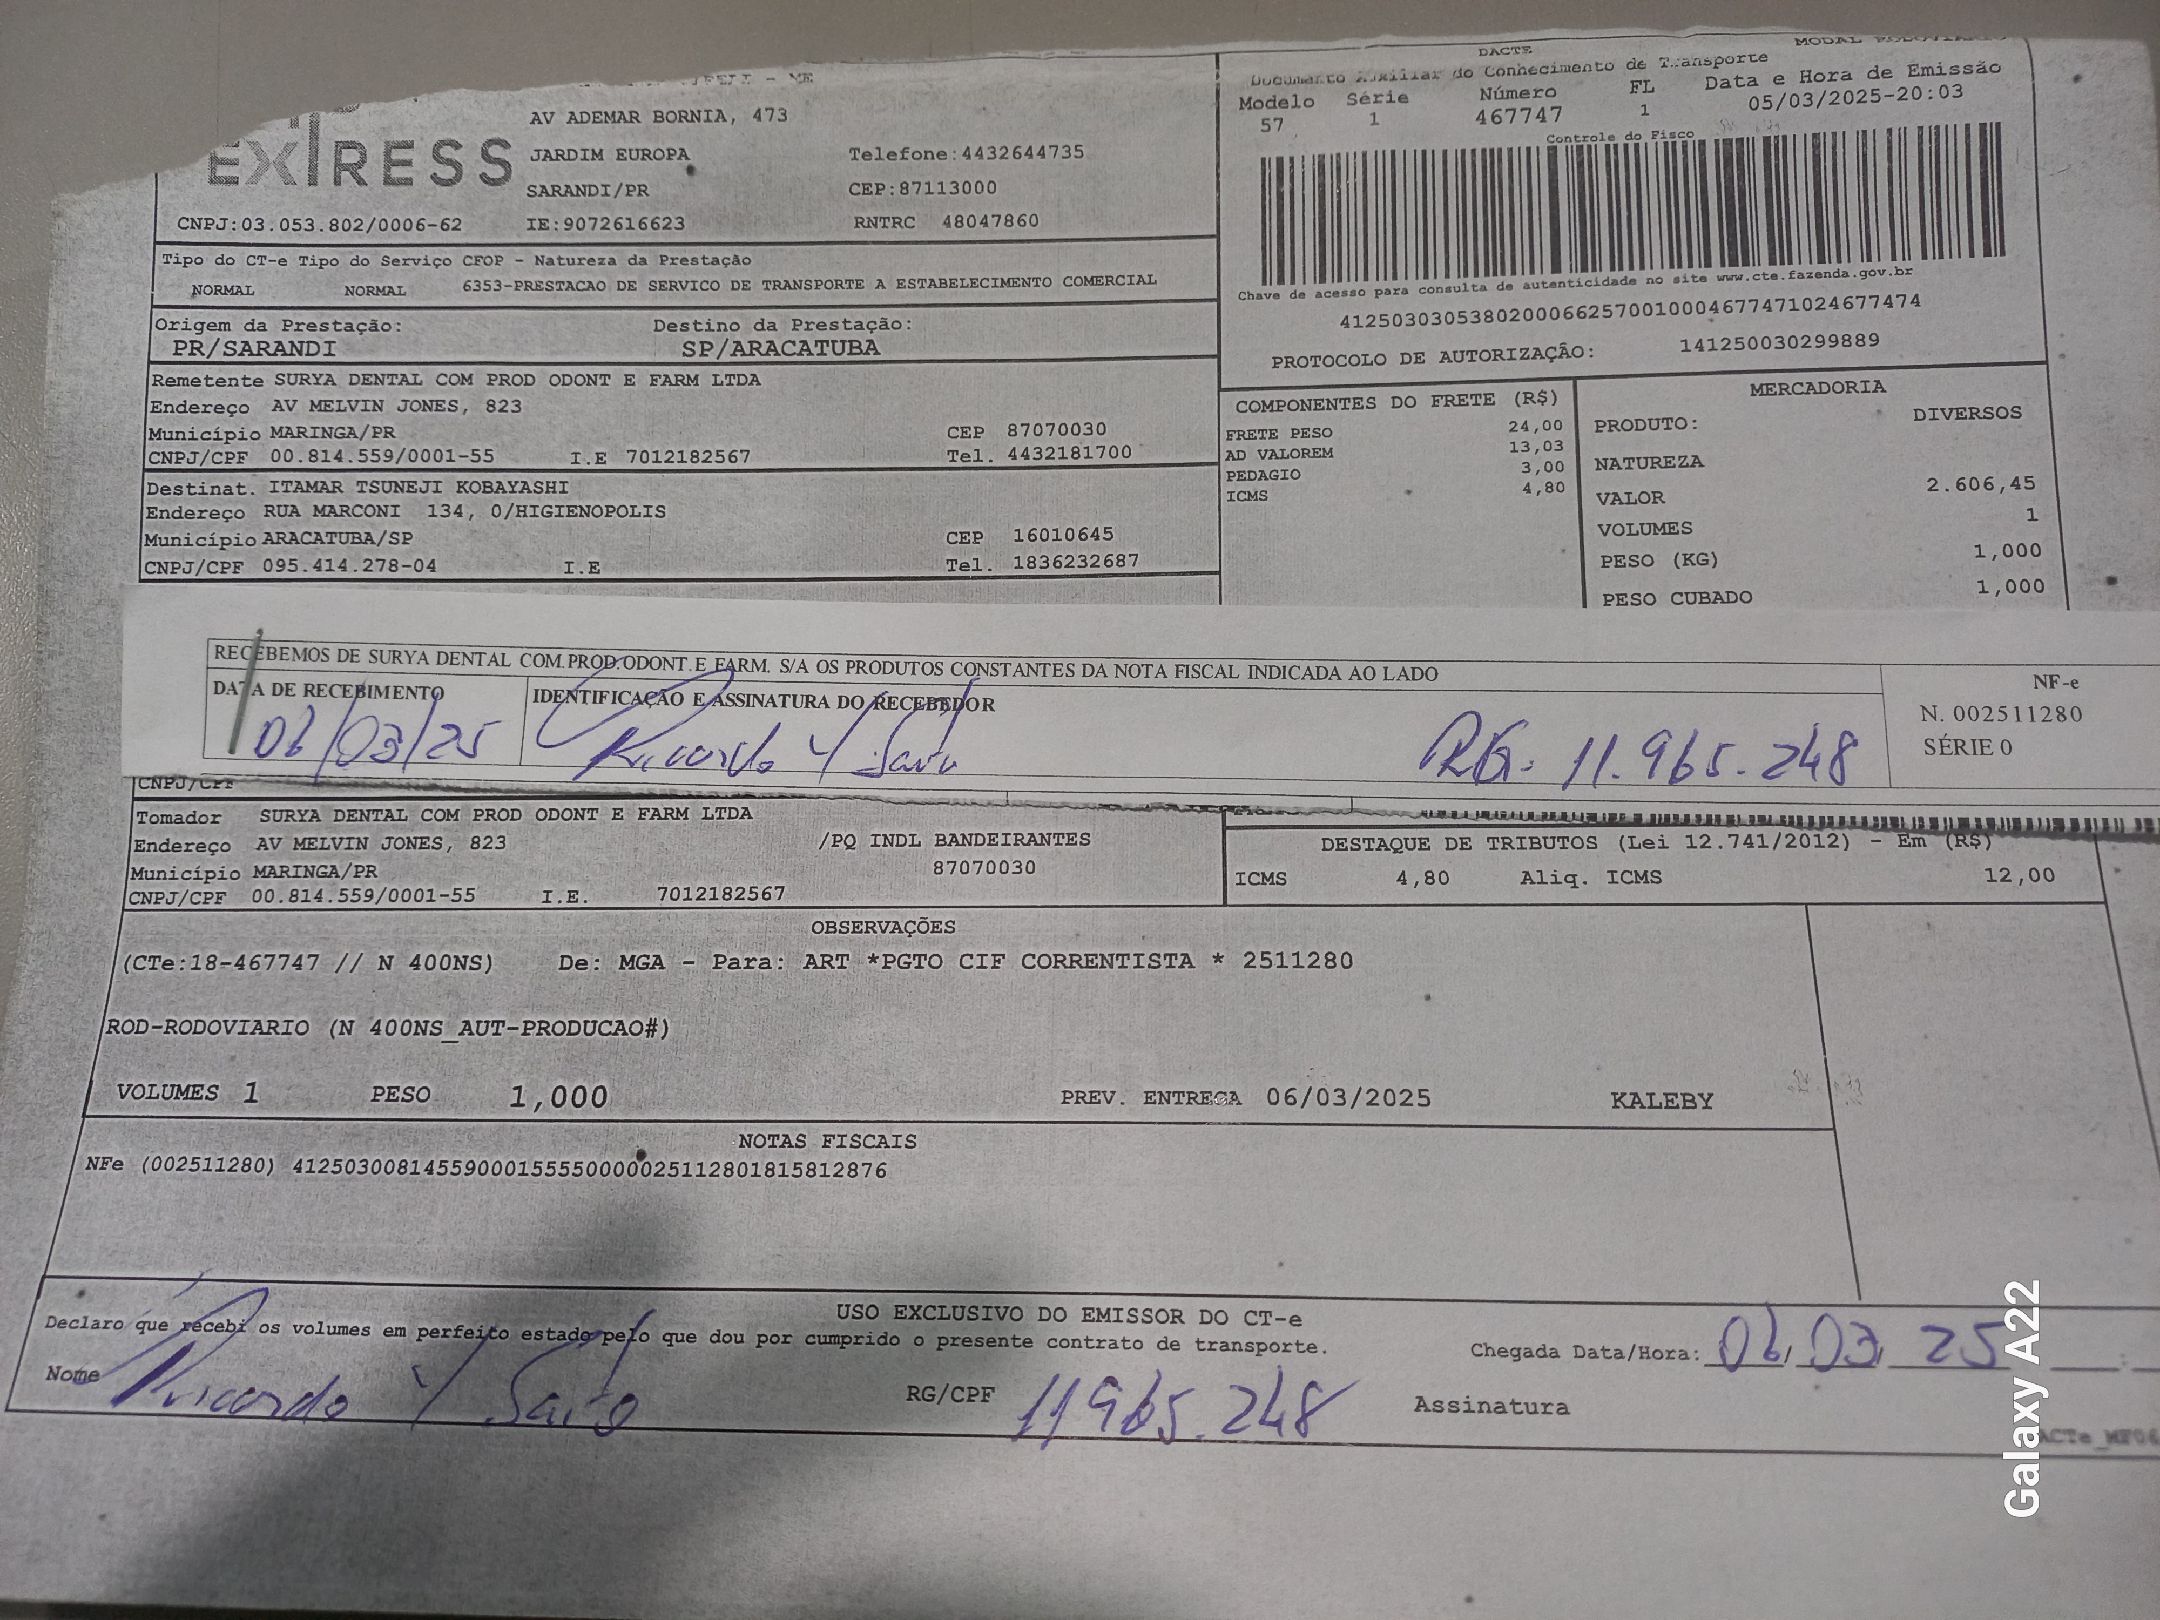 DACTE
Documento Auxiliar do Conhecimento de Transporte
Modelo Série Número FL Data e Hora de Emissão
57 1 467747 1 05/03/2025-20:03
Controle do Fisco
Chave de acesso para consulta de autenticidade no site www.cte.fazenda.gov.br
41250303053802000662570010004677471024677474
PROTOCOLO DE AUTORIZAÇÃO: 141250030299889
EXPRESS
AV ADEMAR BORNIA, 473
JARDIM EUROPA Telefone:4432644735
SARANDI/PR CEP:87113000
CNPJ:03.053.802/0006-62 IE:9072616623 RNTRC 48047860
Tipo do CT-e Tipo do Serviço CFOP - Natureza da Prestação
NORMAL NORMAL 6353-PRESTACAO DE SERVICO DE TRANSPORTE A ESTABELECIMENTO COMERCIAL
Origem da Prestação: Destino da Prestação:
PR/SARANDI SP/ARACATUBA
Remetente SURYA DENTAL COM PROD ODONT E FARM LTDA
Endereço AV MELVIN JONES, 823
Município MARINGA/PR CEP 87070030
CNPJ/CPF 00.814.559/0001-55 I.E 7012182567 Tel. 4432181700
Destinat. ITAMAR TSUNEJI KOBAYASHI
Endereço RUA MARCONI 134, 0/HIGIENOPOLIS
Município ARACATUBA/SP CEP 16010645
CNPJ/CPF 095.414.278-04 I.E Tel. 1836232687
COMPONENTES DO FRETE (R$)
FRETE PESO 24,00
AD VALOREM 13,03
PEDAGIO 3,00
ICMS 4,80
MERCADORIA
PRODUTO: DIVERSOS
NATUREZA
VALOR 2.606,45
VOLUMES 1
PESO (KG) 1,000
PESO CUBADO 1,000
RECEBEMOS DE SURYA DENTAL COM.PROD.ODONT.E FARM. S/A OS PRODUTOS CONSTANTES DA NOTA FISCAL INDICADA AO LADO
DATA DE RECEBIMENTO IDENTIFICAÇÃO E ASSINATURA DO RECEBEDOR
06/03/25 Ricardo Y Saito RG. 11.965.248
NF-e
N. 002511280
SÉRIE 0
CNPJ/CPF
Tomador SURYA DENTAL COM PROD ODONT E FARM LTDA
Endereço AV MELVIN JONES, 823 /PQ INDL BANDEIRANTES
Município MARINGA/PR 87070030
CNPJ/CPF 00.814.559/0001-55 I.E. 7012182567
DESTAQUE DE TRIBUTOS (Lei 12.741/2012) - Em (R$)
ICMS 4,80 Aliq. ICMS 12,00
OBSERVAÇÕES
(CTe:18-467747 // N 400NS) De: MGA - Para: ART *PGTO CIF CORRENTISTA * 2511280
ROD-RODOVIARIO (N 400NS_AUT-PRODUCAO#)
VOLUMES 1 PESO 1,000 PREV. ENTREGA 06/03/2025 KALEBY
NOTAS FISCAIS
NFe (002511280) 41250300814559000155550000025112801815812876
USO EXCLUSIVO DO EMISSOR DO CT-e
Declaro que recebi os volumes em perfeito estado pelo que dou por cumprido o presente contrato de transporte.
Chegada Data/Hora: 06/03/25
Nome Ricardo Y Saito RG/CPF 11965.248 Assinatura
Galaxy A22